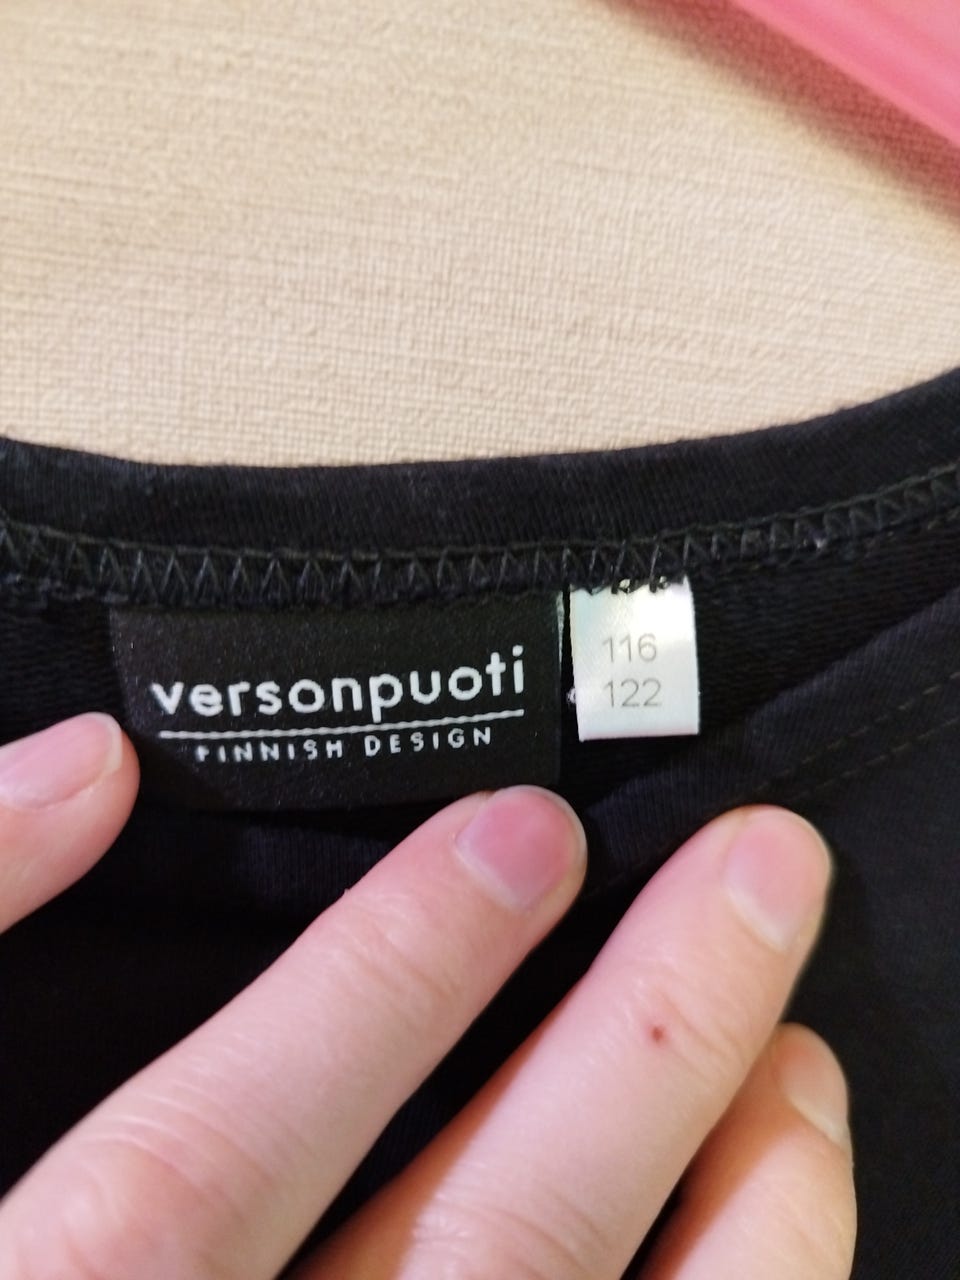 versonpuoti
FINNISH DESIGN
116
122